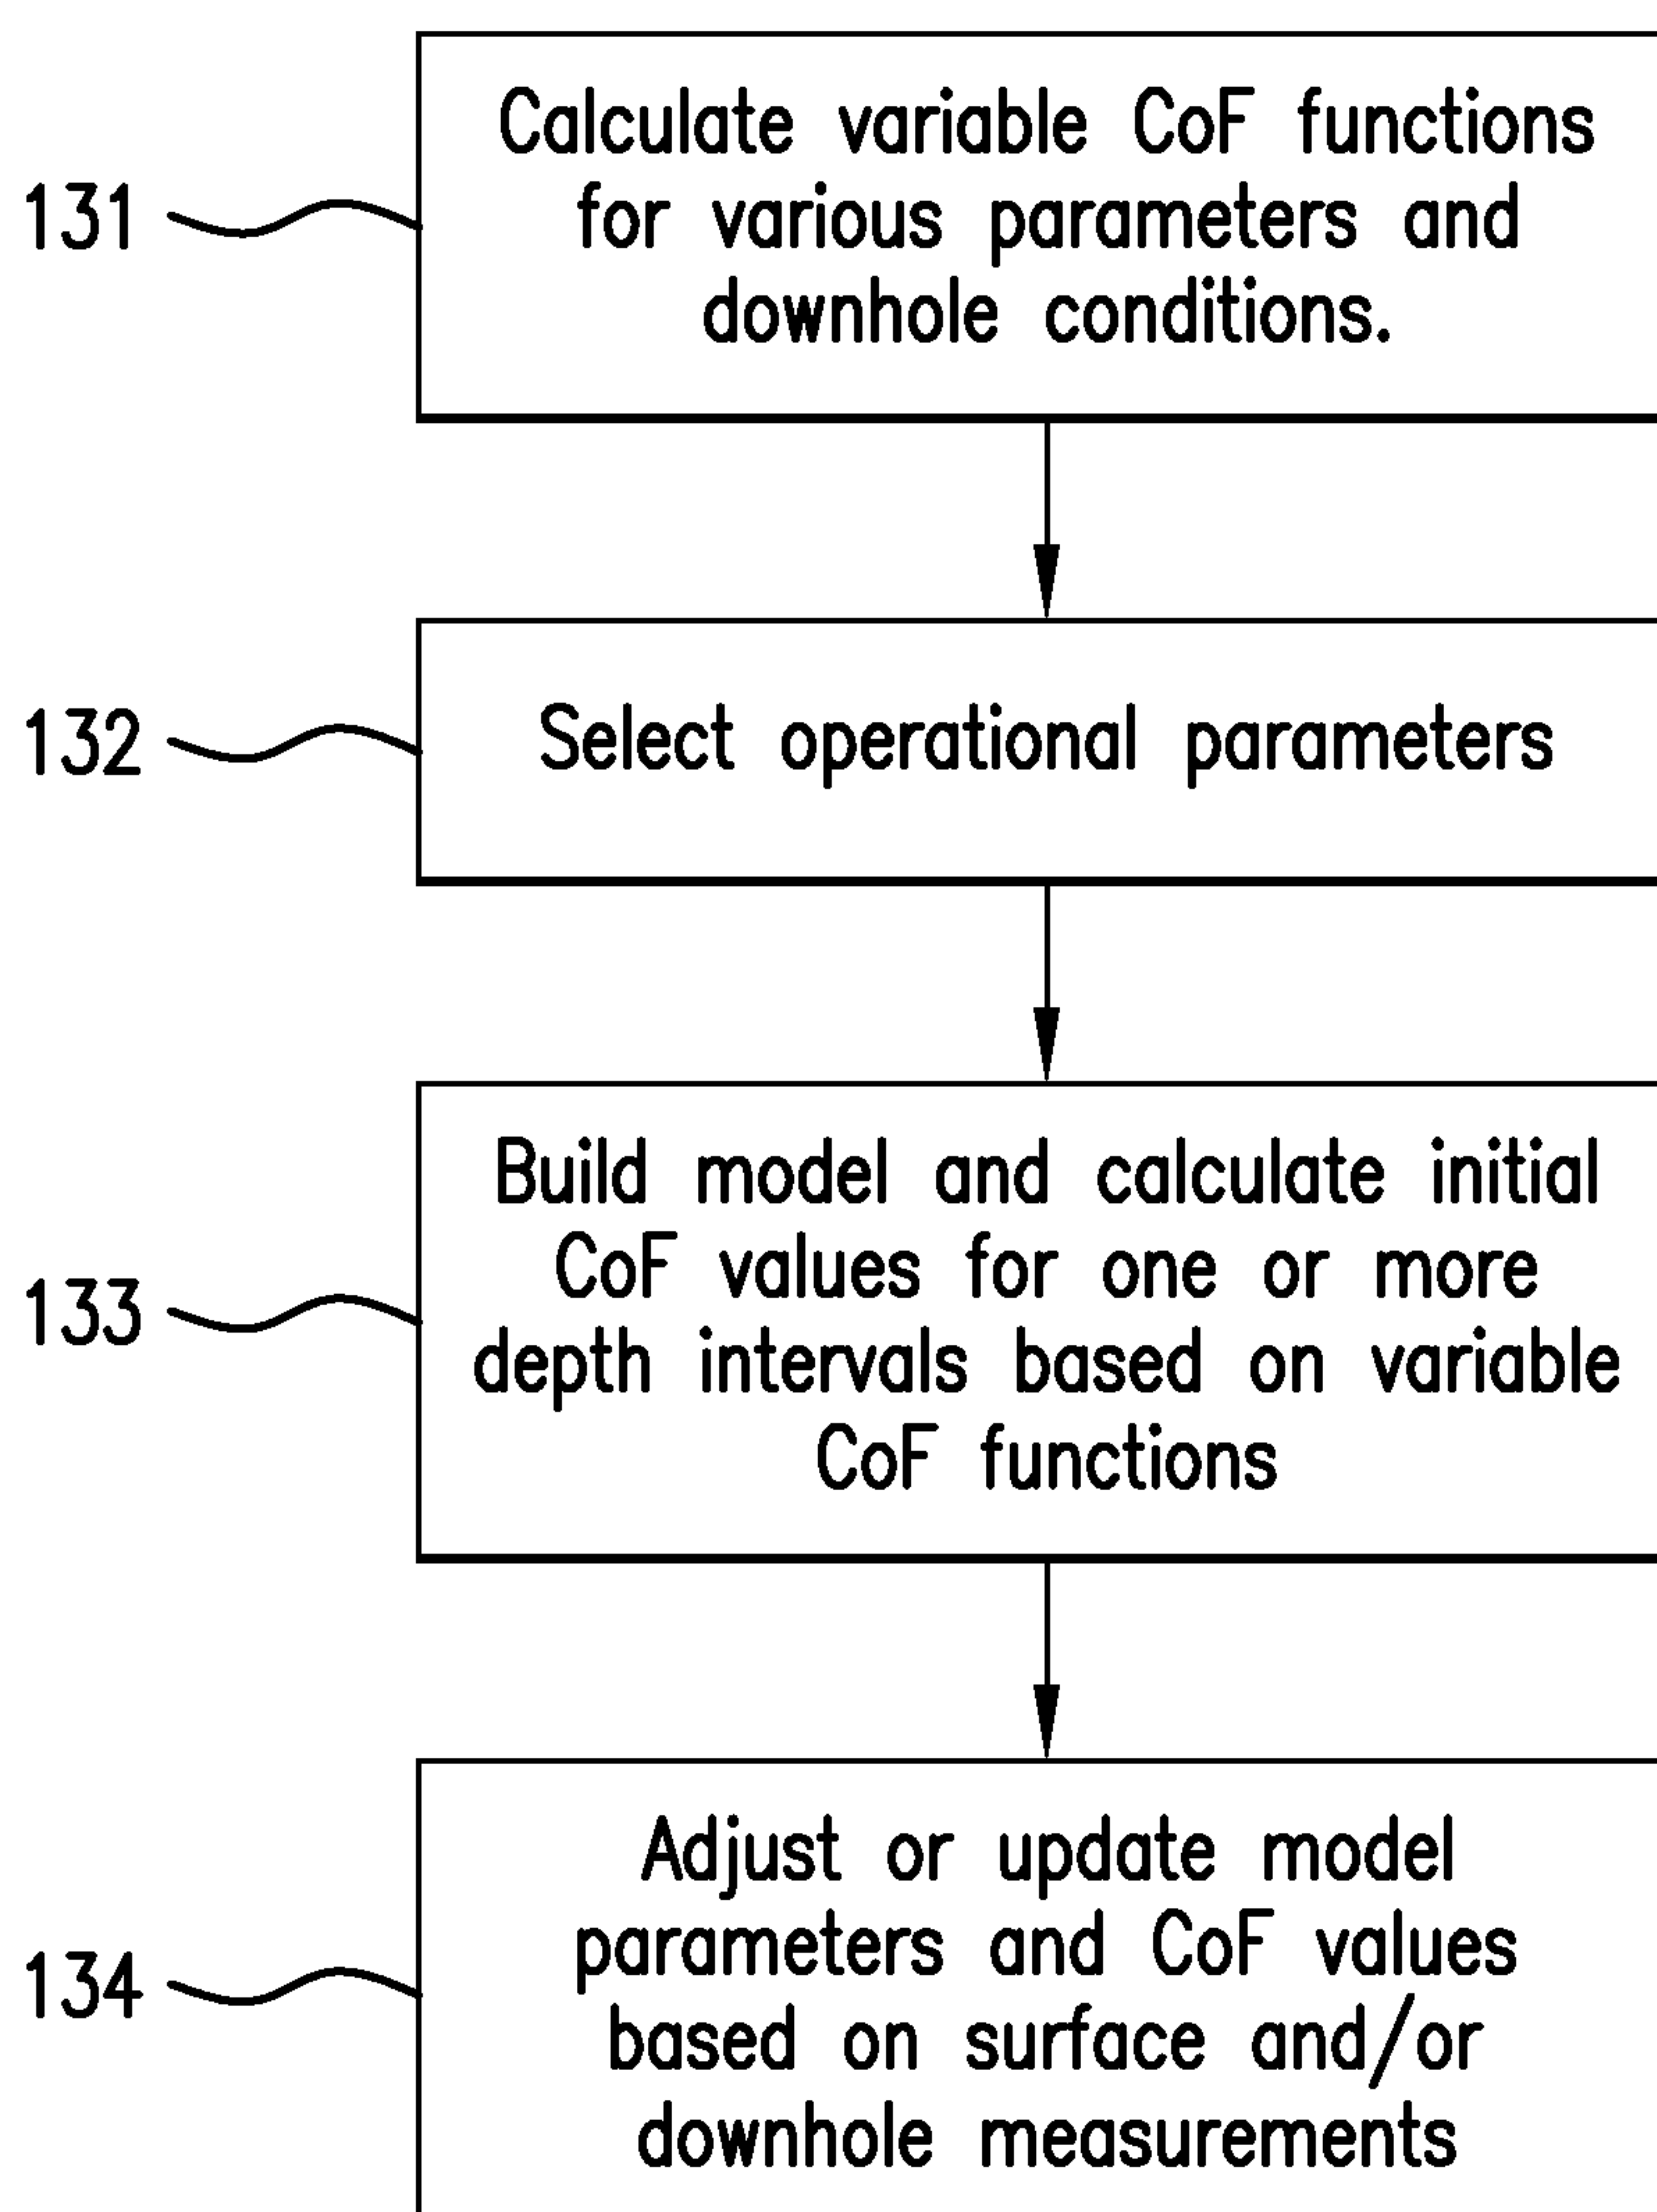 Calculate variable CoF functions
for various parameters and
downhole conditions.
131
Select operational parameters
132
Build model and calculate initial
CoF values for one or more
depth intervals based on variable
CoF functions
133
Adjust or update model
parameters and CoF values
based on surface and/or
downhole measurements
134